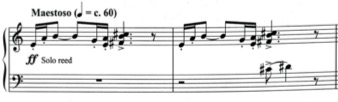 Maestoso (♩ = c. 60)
ff Solo reed